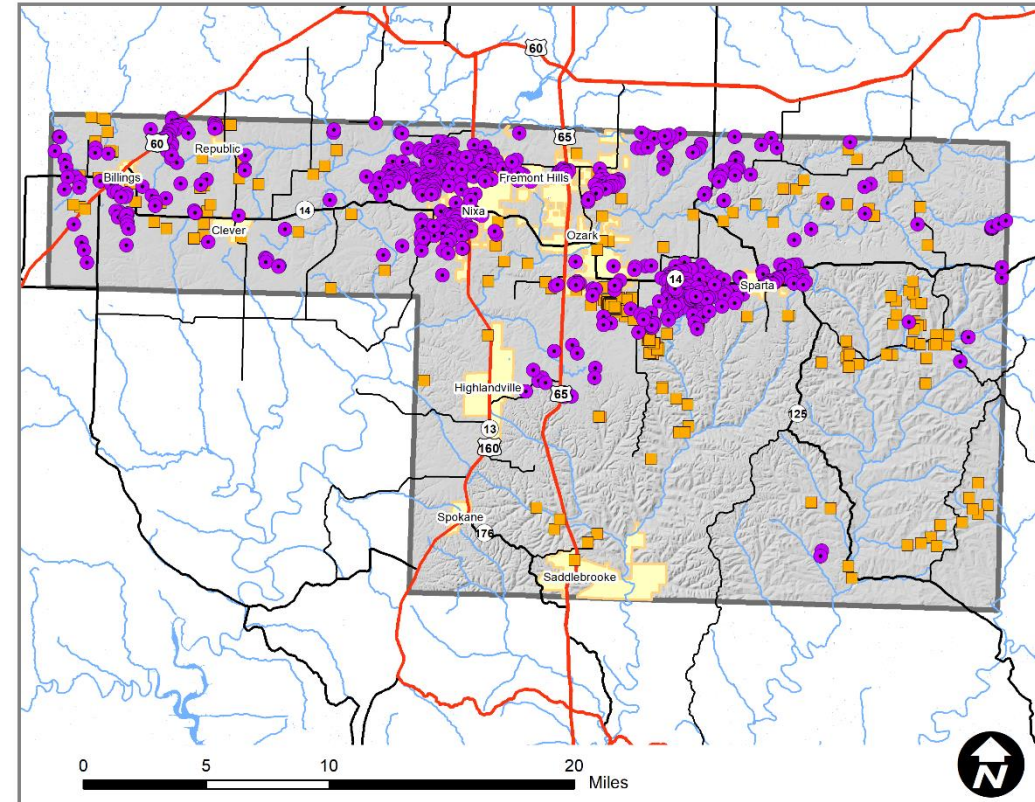 60
65
60
Republic
Billings
Fremont Hills
14
Nixa
Clever
Ozark
14
Sparta
Highlandville
65
125
13
160
Spokane
176
Saddlebrooke
0 5 10 20
Miles
N